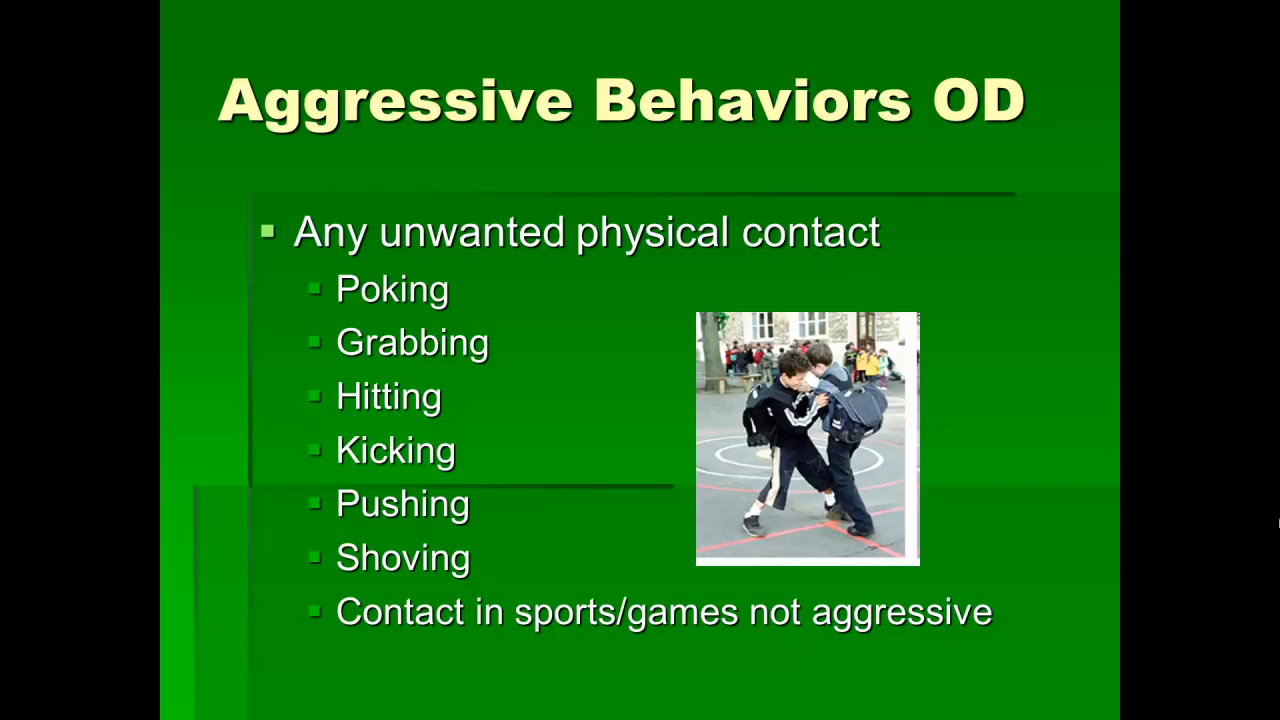 Aggressive Behaviors OD
Any unwanted physical contact
Poking
Grabbing
Hitting
Kicking
Pushing
Shoving
Contact in sports/games not aggressive